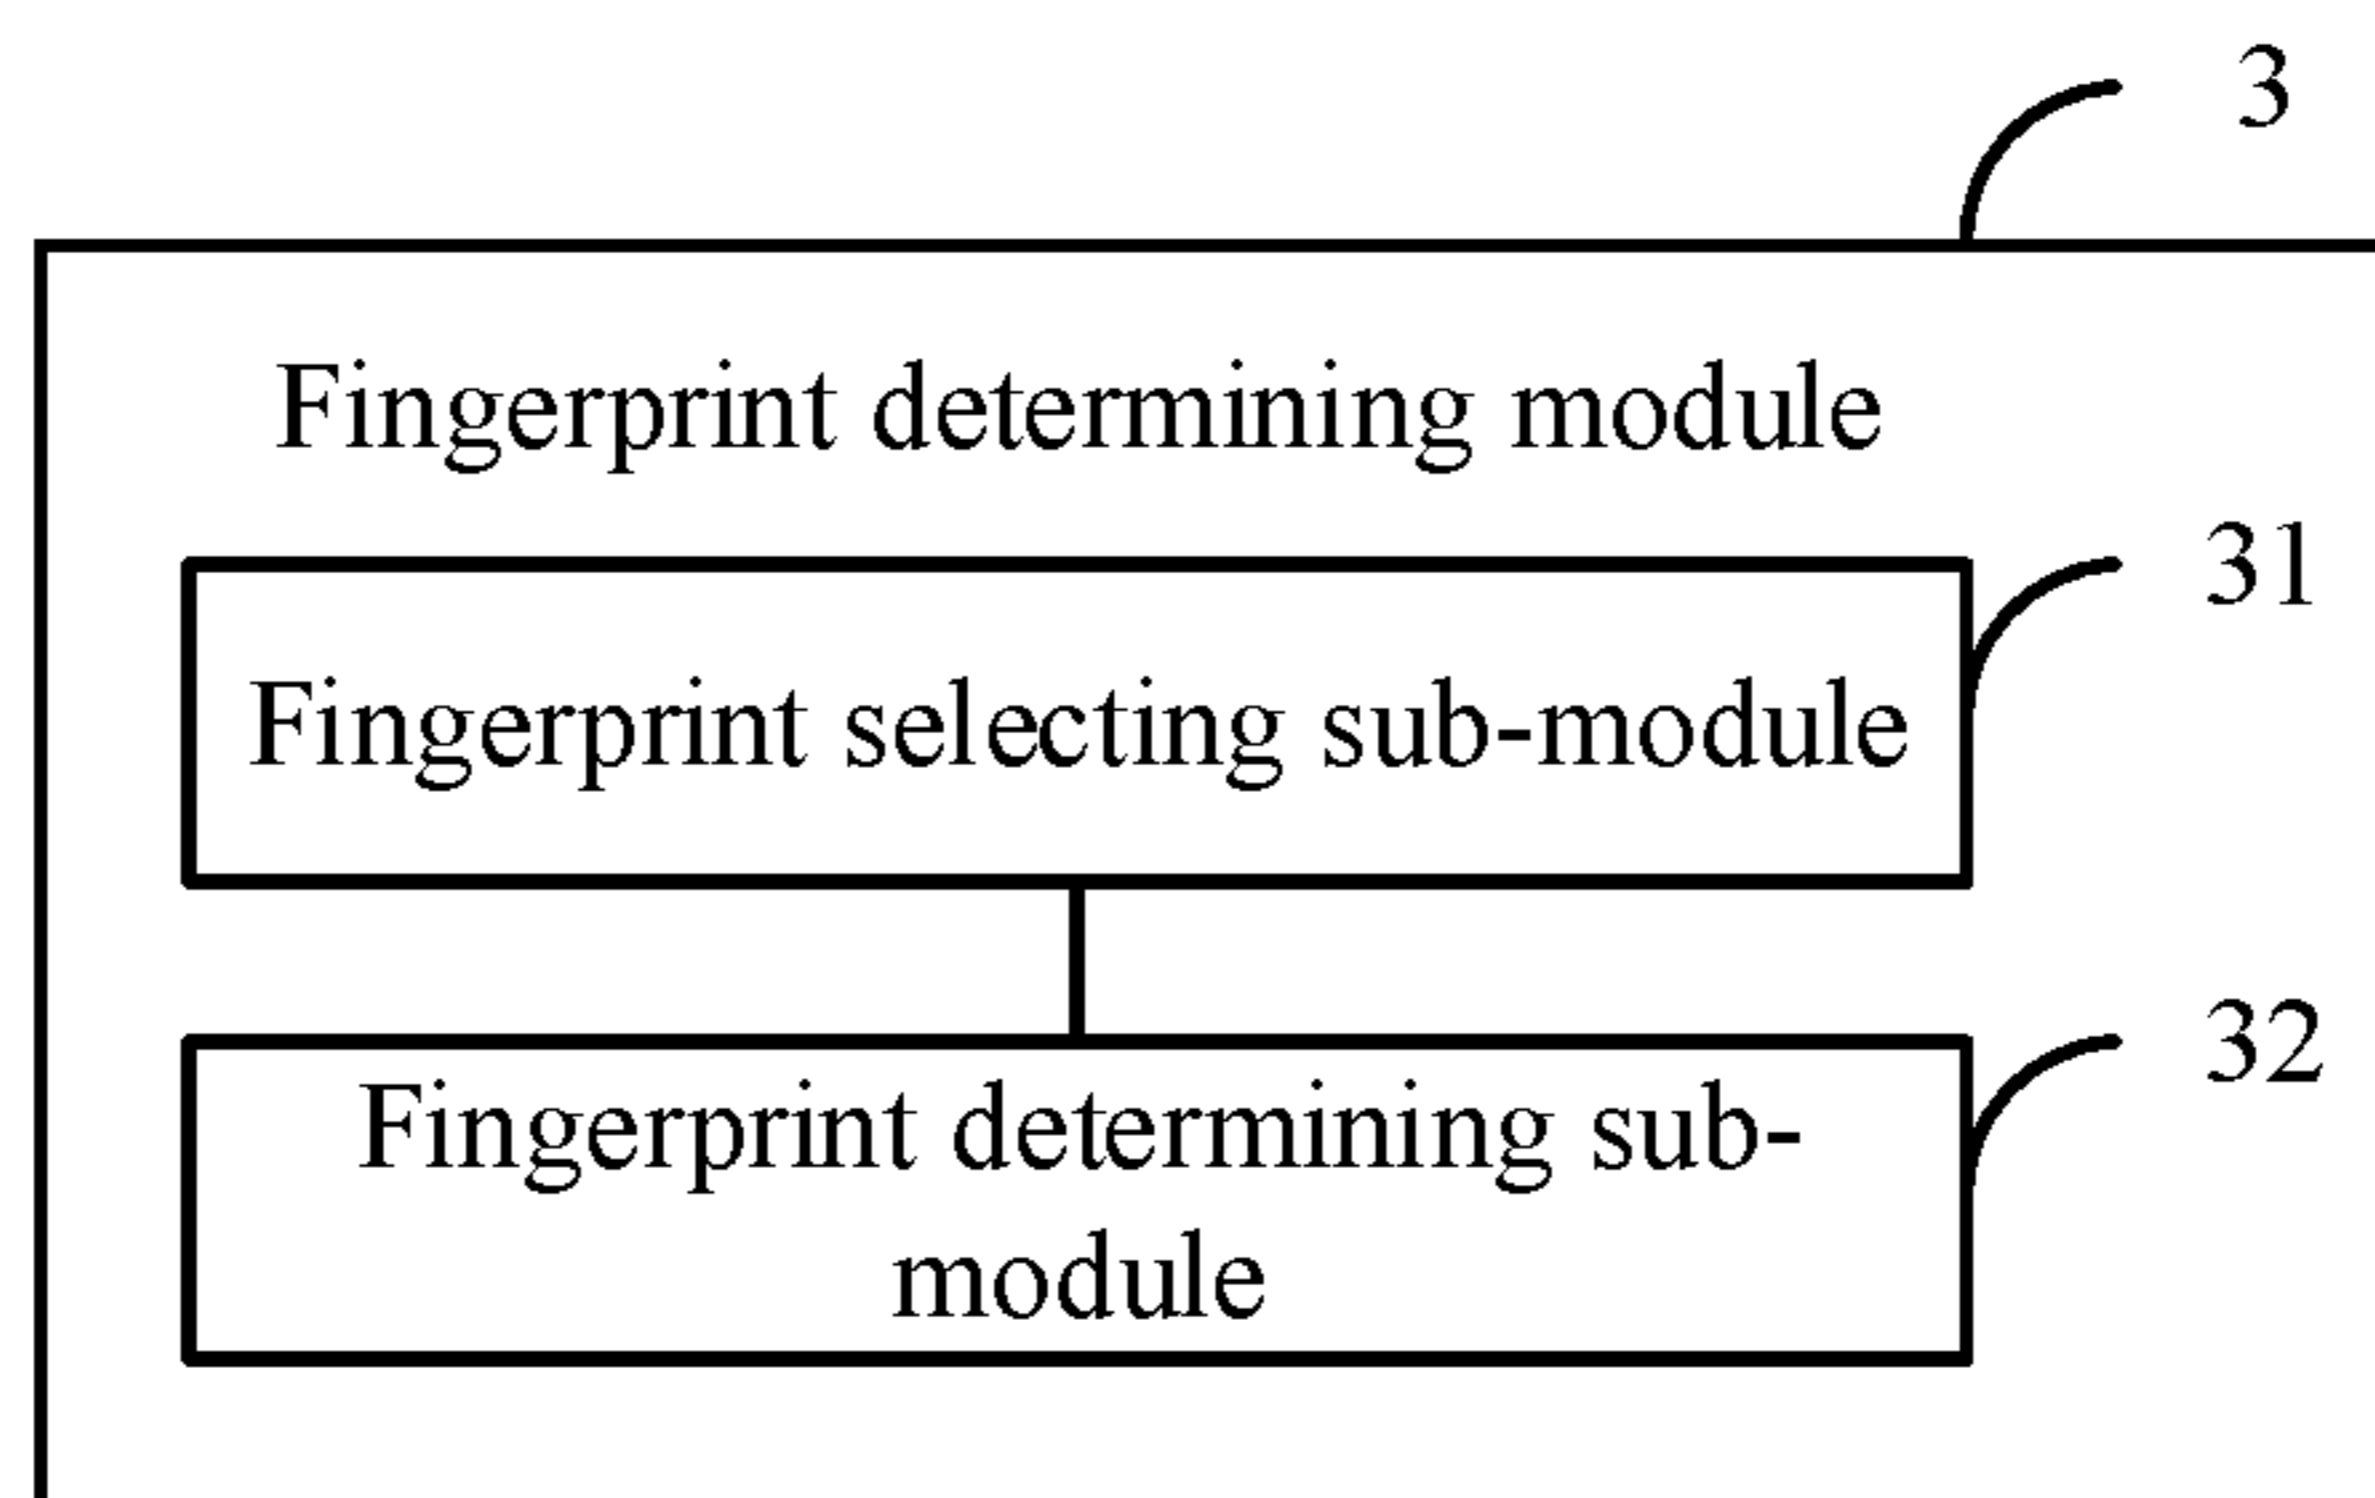 3
Fingerprint determining module
31
Fingerprint selecting sub-module
32
Fingerprint determining sub-
module